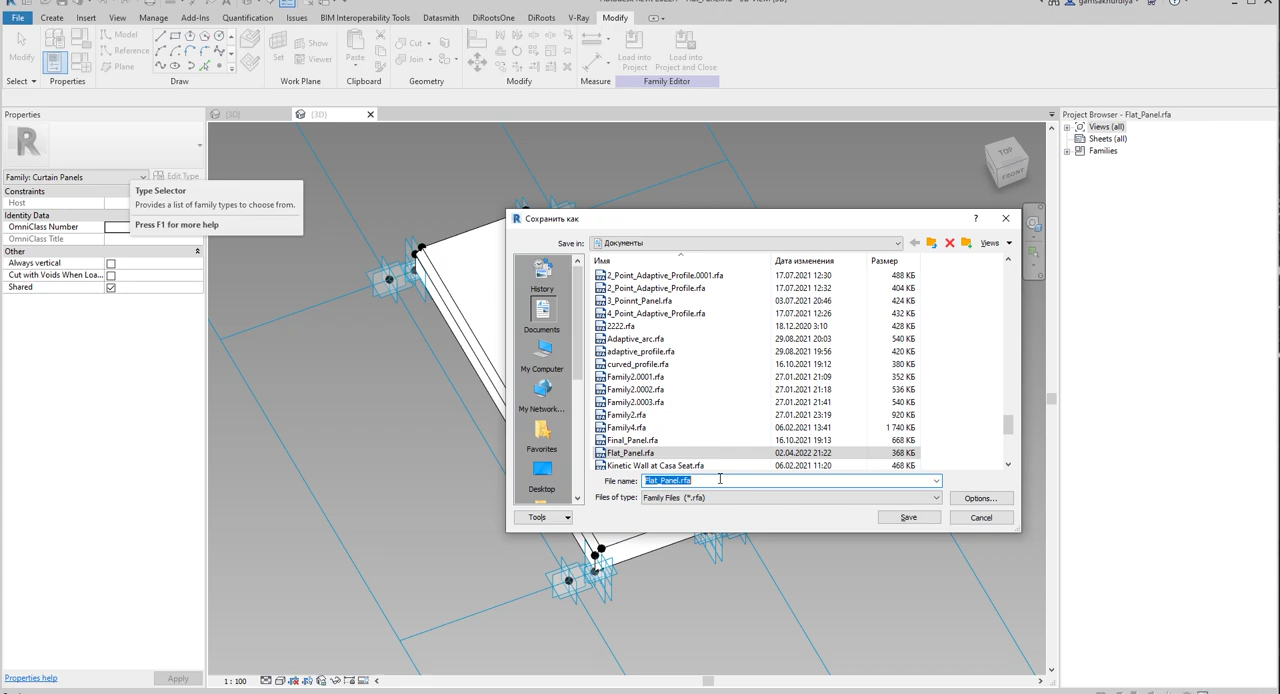 gamsakhurdiya
File Create Insert View Manage Add-Ins Quantification Issues BIM Interoperability Tools Datasmith DiRootsOne DiRoots V-Ray Modify
Modify
Model
Reference
Plane
Set
Show
Viewer
Paste
Cut
Join
Load into
Project
Load into
Project and Close
Select Properties Draw Work Plane Clipboard Geometry Modify Measure Family Editor
Properties
{3D}
{3D}
Project Browser - Flat_Panel.rfa
Views (all)
Sheets (all)
Families
R
Family: Curtain Panels
Edit Type
Constraints
Host
Identity Data
OmniClass Number
OmniClass Title
Other
Always vertical
Cut with Voids When Loa...
Shared
Type Selector
Provides a list of family types to choose from.
Press F1 for more help
TOP
FRONT
Сохранить как
Save in: Документы
Views
Имя Дата изменения Размер
2_Point_Adaptive_Profile.0001.rfa 17.07.2021 12:30 488 КБ
2_Point_Adaptive_Profile.rfa 17.07.2021 12:32 404 КБ
3_Poinnt_Panel.rfa 03.07.2021 20:46 424 КБ
4_Point_Adaptive_Profile.rfa 17.07.2021 12:26 432 КБ
2222.rfa 18.12.2020 3:10 428 КБ
Adaptive_arc.rfa 29.08.2021 20:03 540 КБ
adaptive_profile.rfa 29.08.2021 19:56 420 КБ
curved_profile.rfa 16.10.2021 19:12 380 КБ
Family2.0001.rfa 27.01.2021 21:09 352 КБ
Family2.0002.rfa 27.01.2021 21:18 536 КБ
Family2.0003.rfa 27.01.2021 21:41 540 КБ
Family2.rfa 27.01.2021 23:19 920 КБ
Family4.rfa 06.02.2021 13:41 1 740 КБ
Final_Panel.rfa 16.10.2021 19:13 668 КБ
Flat_Panel.rfa 02.04.2022 21:22 368 КБ
Kinetic Wall at Casa Seat.rfa 06.02.2021 11:20 468 КБ
History
Documents
My Computer
My Network...
Favorites
Desktop
File name: Flat_Panel.rfa
Files of type: Family Files (*.rfa)
Options...
Tools
Save
Cancel
Properties help
Apply
1 : 100